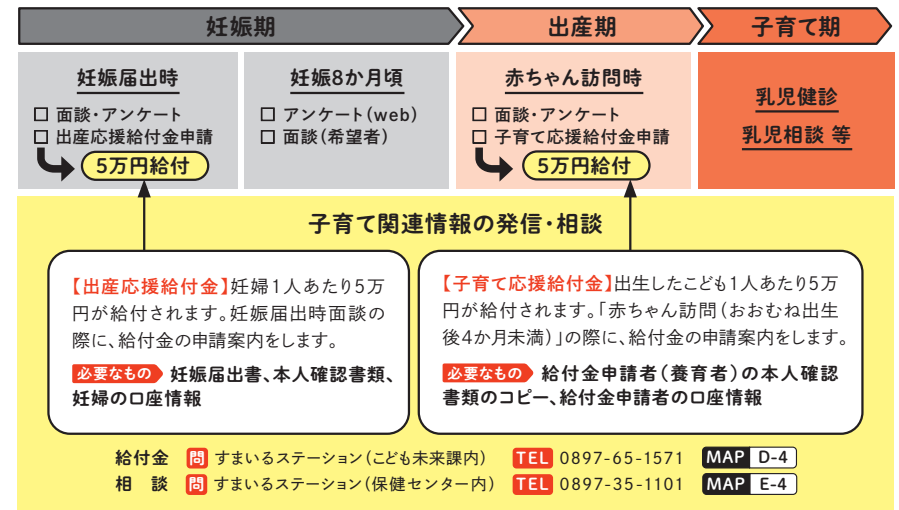 妊娠期
出産期
子育て期
妊娠届出時
□ 面談・アンケート
□ 出産応援給付金申請
5万円給付
妊娠8か月頃
□ アンケート(web)
□ 面談(希望者)
赤ちゃん訪問時
□ 面談・アンケート
□ 子育て応援給付金申請
5万円給付
乳児健診
乳児相談 等
子育て関連情報の発信・相談
【出産応援給付金】妊婦1人あたり5万
円が給付されます。妊娠届出時面談の
際に、給付金の申請案内をします。
必要なもの 妊娠届出書、本人確認書類、
妊婦の口座情報
【子育て応援給付金】出生したこども1人あたり5万
円が給付されます。「赤ちゃん訪問(おおむね出生
後4か月未満)」の際に、給付金の申請案内をします。
必要なもの 給付金申請者(養育者)の本人確認
書類のコピー、給付金申請者の口座情報
給付金 問 すまいるステーション(こども未来課内) TEL 0897-65-1571 MAP D-4
相 談 問 すまいるステーション(保健センター内) TEL 0897-35-1101 MAP E-4